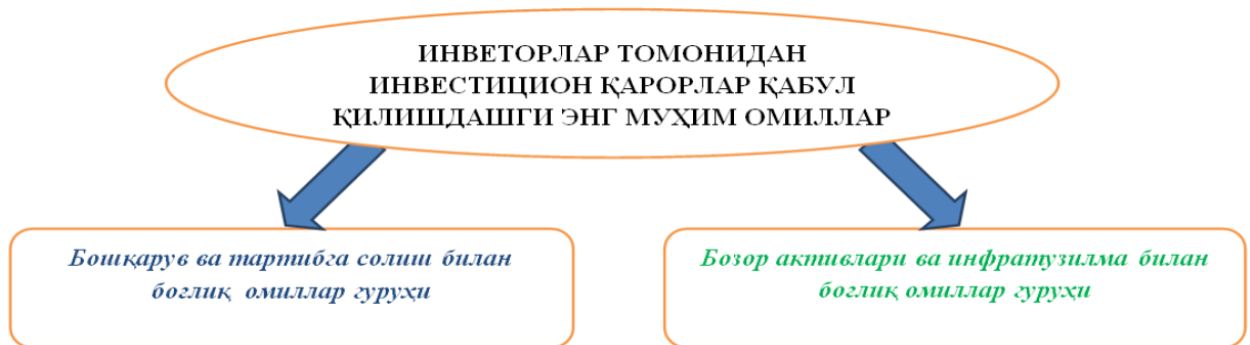 ИНВЕТОРЛАР ТОМОНИДАН
ИНВЕСТИЦИОН ҚАРОРЛАР ҚАБУЛ
ҚИЛИШДАШГИ ЭНГ МУҲИМ ОМИЛЛАР
Бошқарув ва тартибга солиш билан
боғлиқ омиллар гуруҳи
Бозор активлари ва инфратузилма билан
боғлиқ омиллар гуруҳи